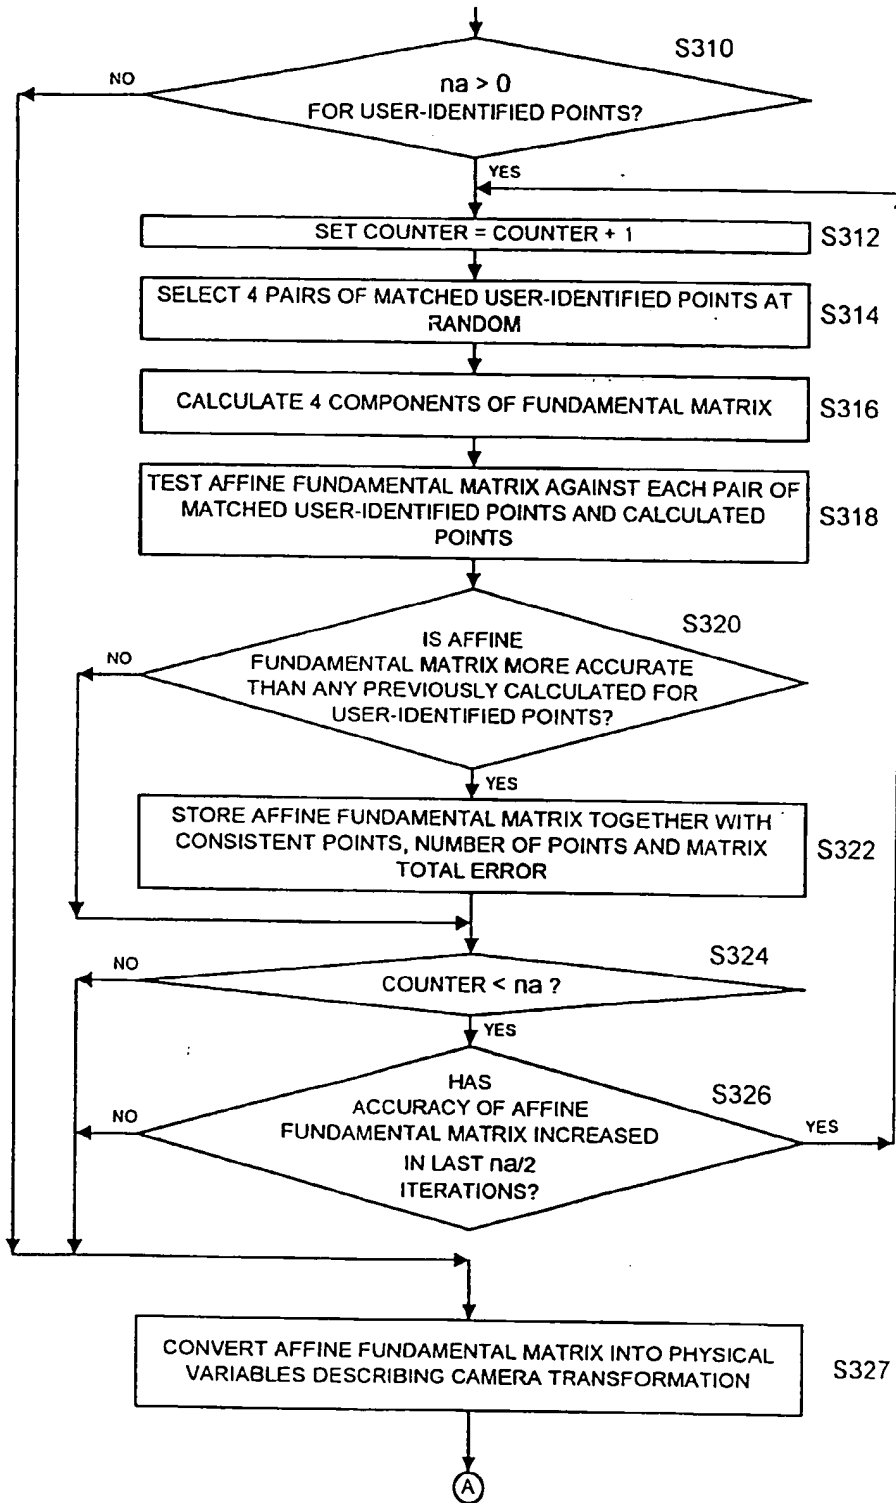 S310
NO
na > 0
FOR USER-IDENTIFIED POINTS?
YES
SET COUNTER = COUNTER + 1
S312
SELECT 4 PAIRS OF MATCHED USER-IDENTIFIED POINTS AT
RANDOM
S314
CALCULATE 4 COMPONENTS OF FUNDAMENTAL MATRIX
S316
TEST AFFINE FUNDAMENTAL MATRIX AGAINST EACH PAIR OF
MATCHED USER-IDENTIFIED POINTS AND CALCULATED
POINTS
S318
S320
NO
IS AFFINE
FUNDAMENTAL MATRIX MORE ACCURATE
THAN ANY PREVIOUSLY CALCULATED FOR
USER-IDENTIFIED POINTS?
YES
STORE AFFINE FUNDAMENTAL MATRIX TOGETHER WITH
CONSISTENT POINTS, NUMBER OF POINTS AND MATRIX
TOTAL ERROR
S322
S324
NO
COUNTER < na ?
YES
S326
NO
HAS
ACCURACY OF AFFINE
FUNDAMENTAL MATRIX INCREASED
IN LAST na/2
ITERATIONS?
YES
CONVERT AFFINE FUNDAMENTAL MATRIX INTO PHYSICAL
VARIABLES DESCRIBING CAMERA TRANSFORMATION
S327
A